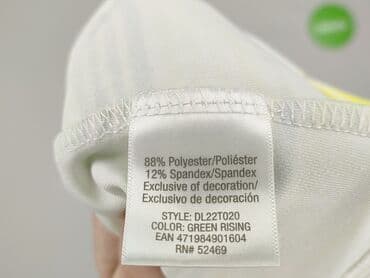 88% Polyester/Poliéster
12% Spandex/Spandex
Exclusive of decoration/
Exclusivo de decoración
STYLE: DL22T020
COLOR: GREEN RISING
EAN 471984901604
RN# 52469